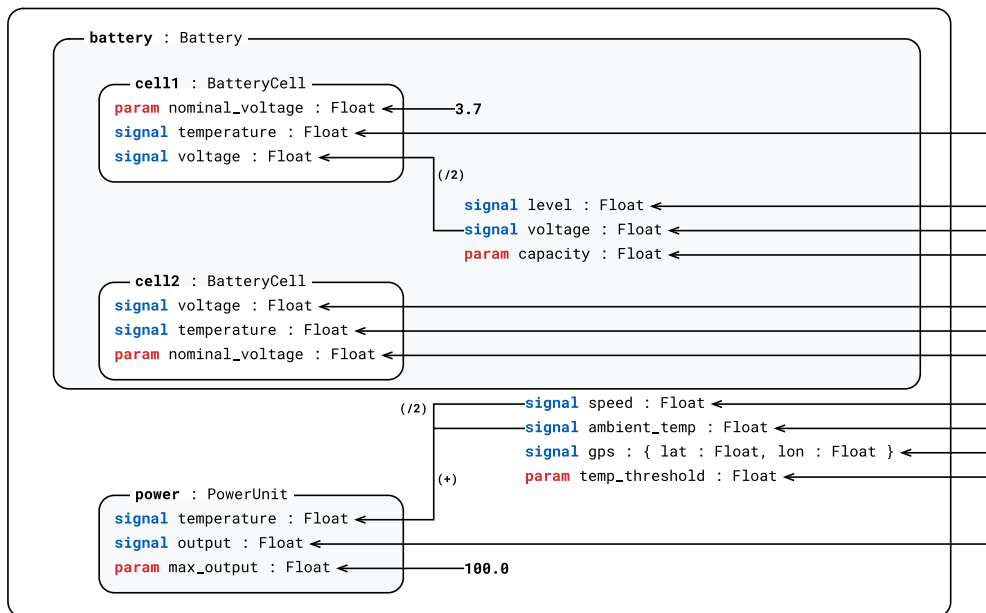 battery : Battery
cell1 : BatteryCell
param nominal_voltage : Float
3.7
signal temperature : Float
signal voltage : Float
(/2)
signal level : Float
signal voltage : Float
param capacity : Float
cell2 : BatteryCell
signal voltage : Float
signal temperature : Float
param nominal_voltage : Float
(/2)
signal speed : Float
signal ambient_temp : Float
signal gps : { lat : Float, lon : Float }
param temp_threshold : Float
(+)
power : PowerUnit
signal temperature : Float
signal output : Float
param max_output : Float
100.0